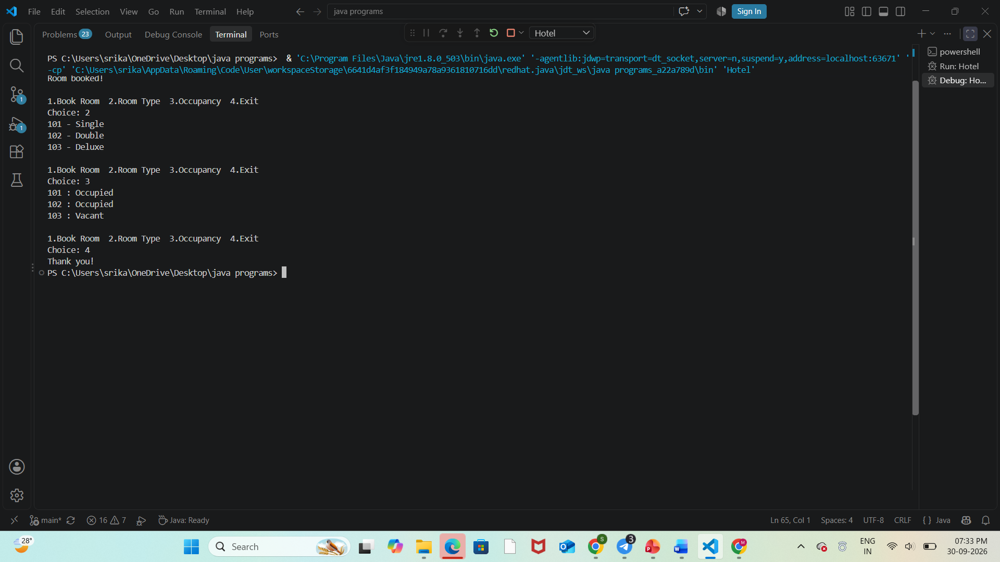 File Edit Selection View Go Run Terminal Help java programs Sign In
Problems 23 Output Debug Console Terminal Ports Hotel
PS C:\Users\srika\OneDrive\Desktop\java programs>  & 'C:\Program Files\Java\jre1.8.0_503\bin\java.exe' '-agentlib:jdwp=transport=dt_socket,server=n,suspend=y,address=localhost:63671' '
-cp' 'C:\Users\srika\AppData\Roaming\Code\User\workspaceStorage\6641d4af3f184949a78a9361810716dd\redhat.java\jdt_ws\java programs_a22a789d\bin' 'Hotel'
Room booked!
1.Book Room  2.Room Type  3.Occupancy  4.Exit
Choice: 2
101 - Single
102 - Double
103 - Deluxe
1.Book Room  2.Room Type  3.Occupancy  4.Exit
Choice: 3
101 : Occupied
102 : Occupied
103 : Vacant
1.Book Room  2.Room Type  3.Occupancy  4.Exit
Choice: 4
Thank you!
PS C:\Users\srika\OneDrive\Desktop\java programs>
powershell
Run: Hotel
Debug: Ho...
1
1
main* 16 7 Java: Ready Ln 65, Col 1 Spaces: 4 UTF-8 CRLF {} Java
28°
Search
S
3
M
ENG
IN
07:33 PM
30-09-2026